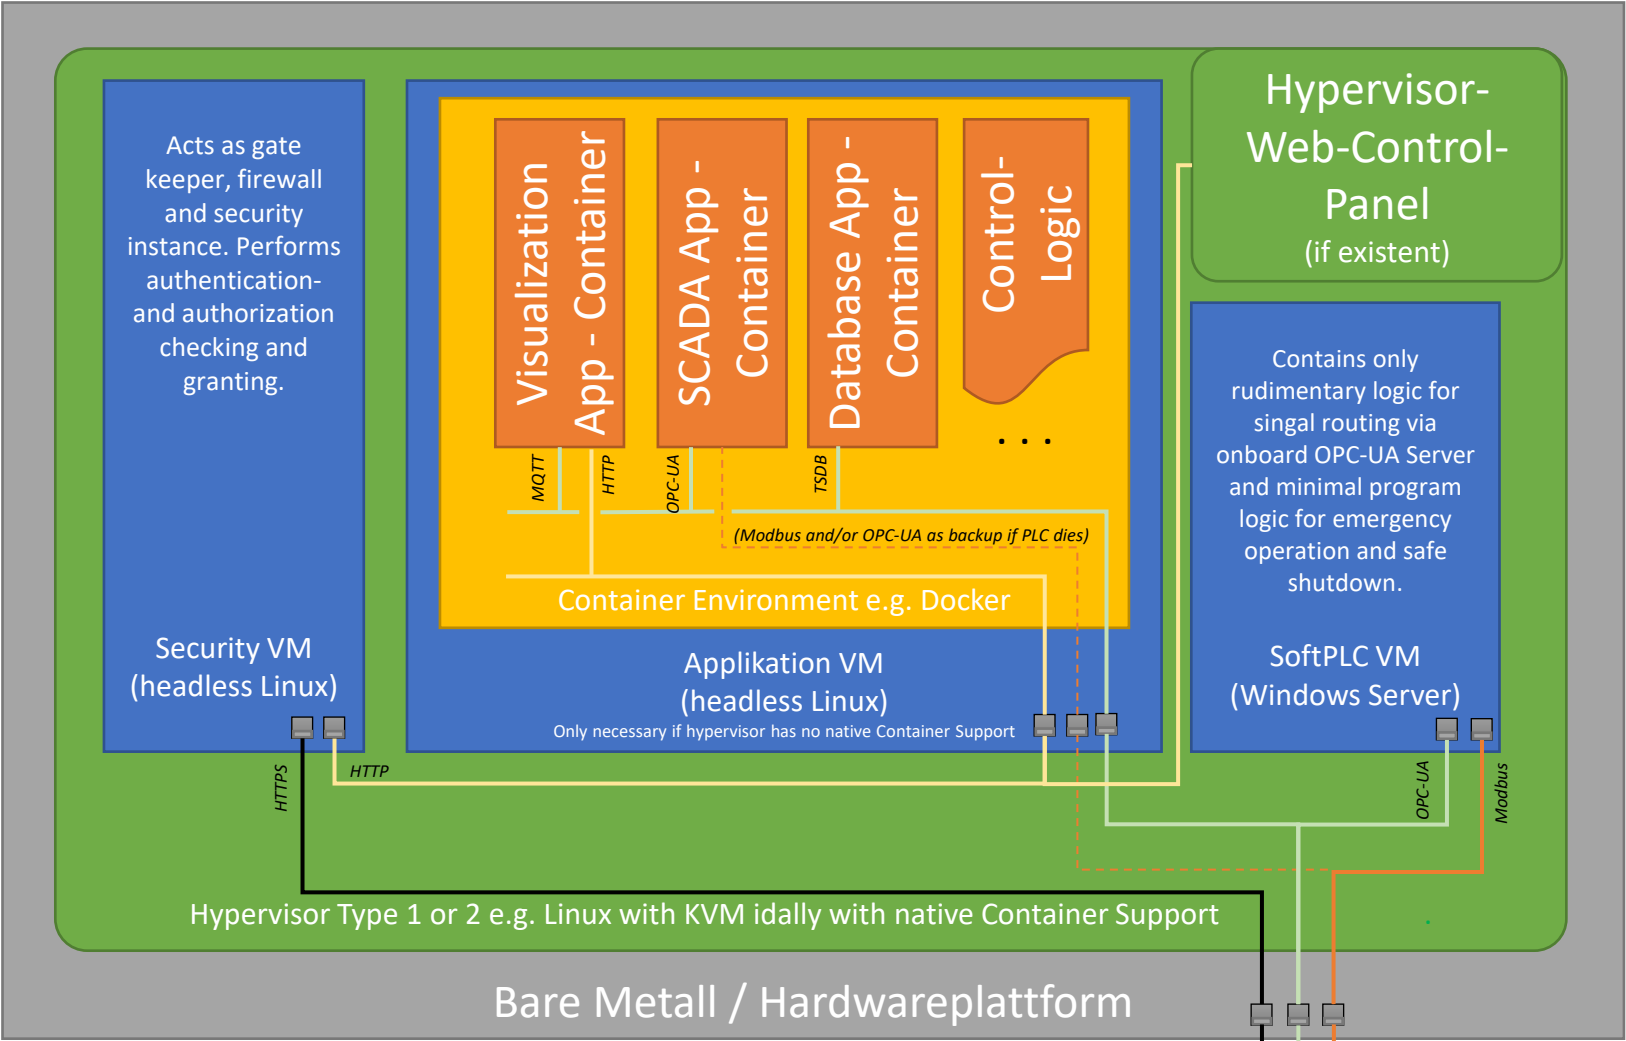 Acts as gate
keeper, firewall
and security
instance. Performs
authentication-
and authorization
checking and
granting.
Security VM
(headless Linux)
HTTPS
HTTP
Visualization
App - Container
SCADA App -
Container
Database App -
Container
Control-
Logic
. . .
MQTT
HTTP
OPC-UA
TSDB
(Modbus and/or OPC-UA as backup if PLC dies)
Container Environment e.g. Docker
Applikation VM
(headless Linux)
Only necessary if hypervisor has no native Container Support
Hypervisor-
Web-Control-
Panel
(if existent)
Contains only
rudimentary logic for
singal routing via
onboard OPC-UA Server
and minimal program
logic for emergency
operation and safe
shutdown.
SoftPLC VM
(Windows Server)
OPC-UA
Modbus
Hypervisor Type 1 or 2 e.g. Linux with KVM idally with native Container Support
.
Bare Metall / Hardwareplattform